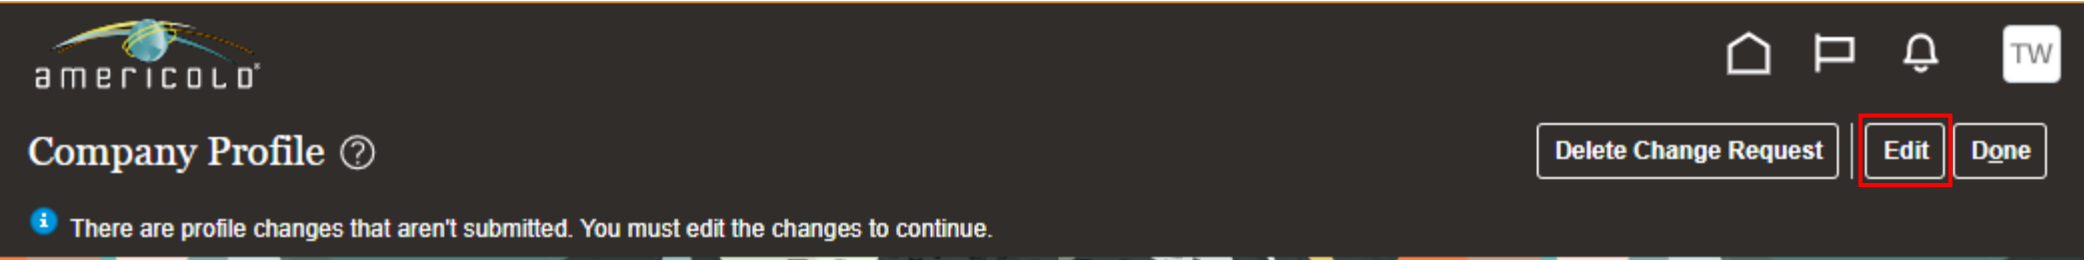 americold
TW
Company Profile ?
Delete Change Request
Edit
Done
i There are profile changes that aren't submitted. You must edit the changes to continue.